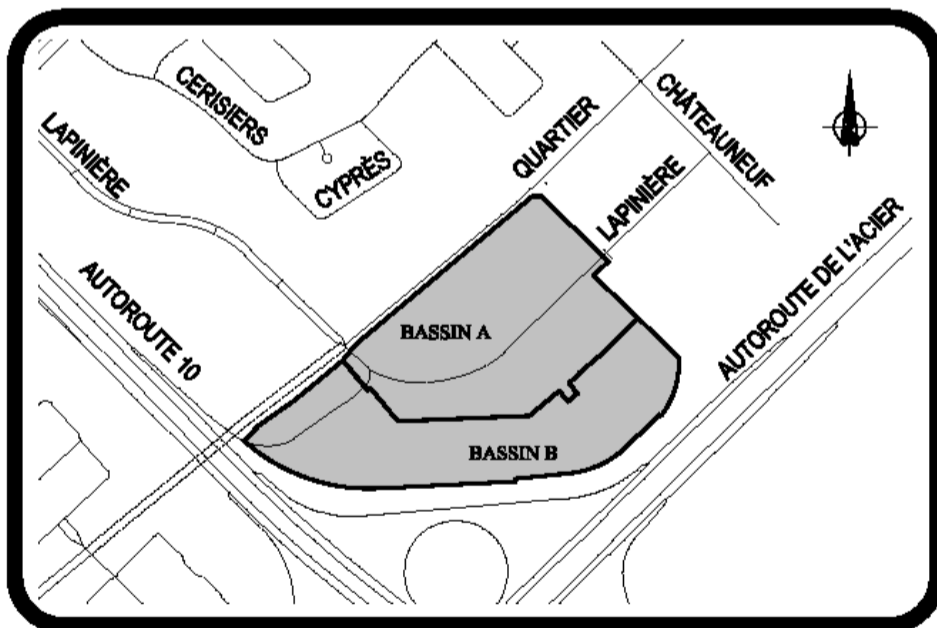 CERISIERS
CHÂTEAUNEUF
QUARTIER
LAPINIÈRE
CYPRÈS
LAPINIÈRE
AUTOROUTE DE L'ACIER
AUTOROUTE 10
BASSIN A
BASSIN B